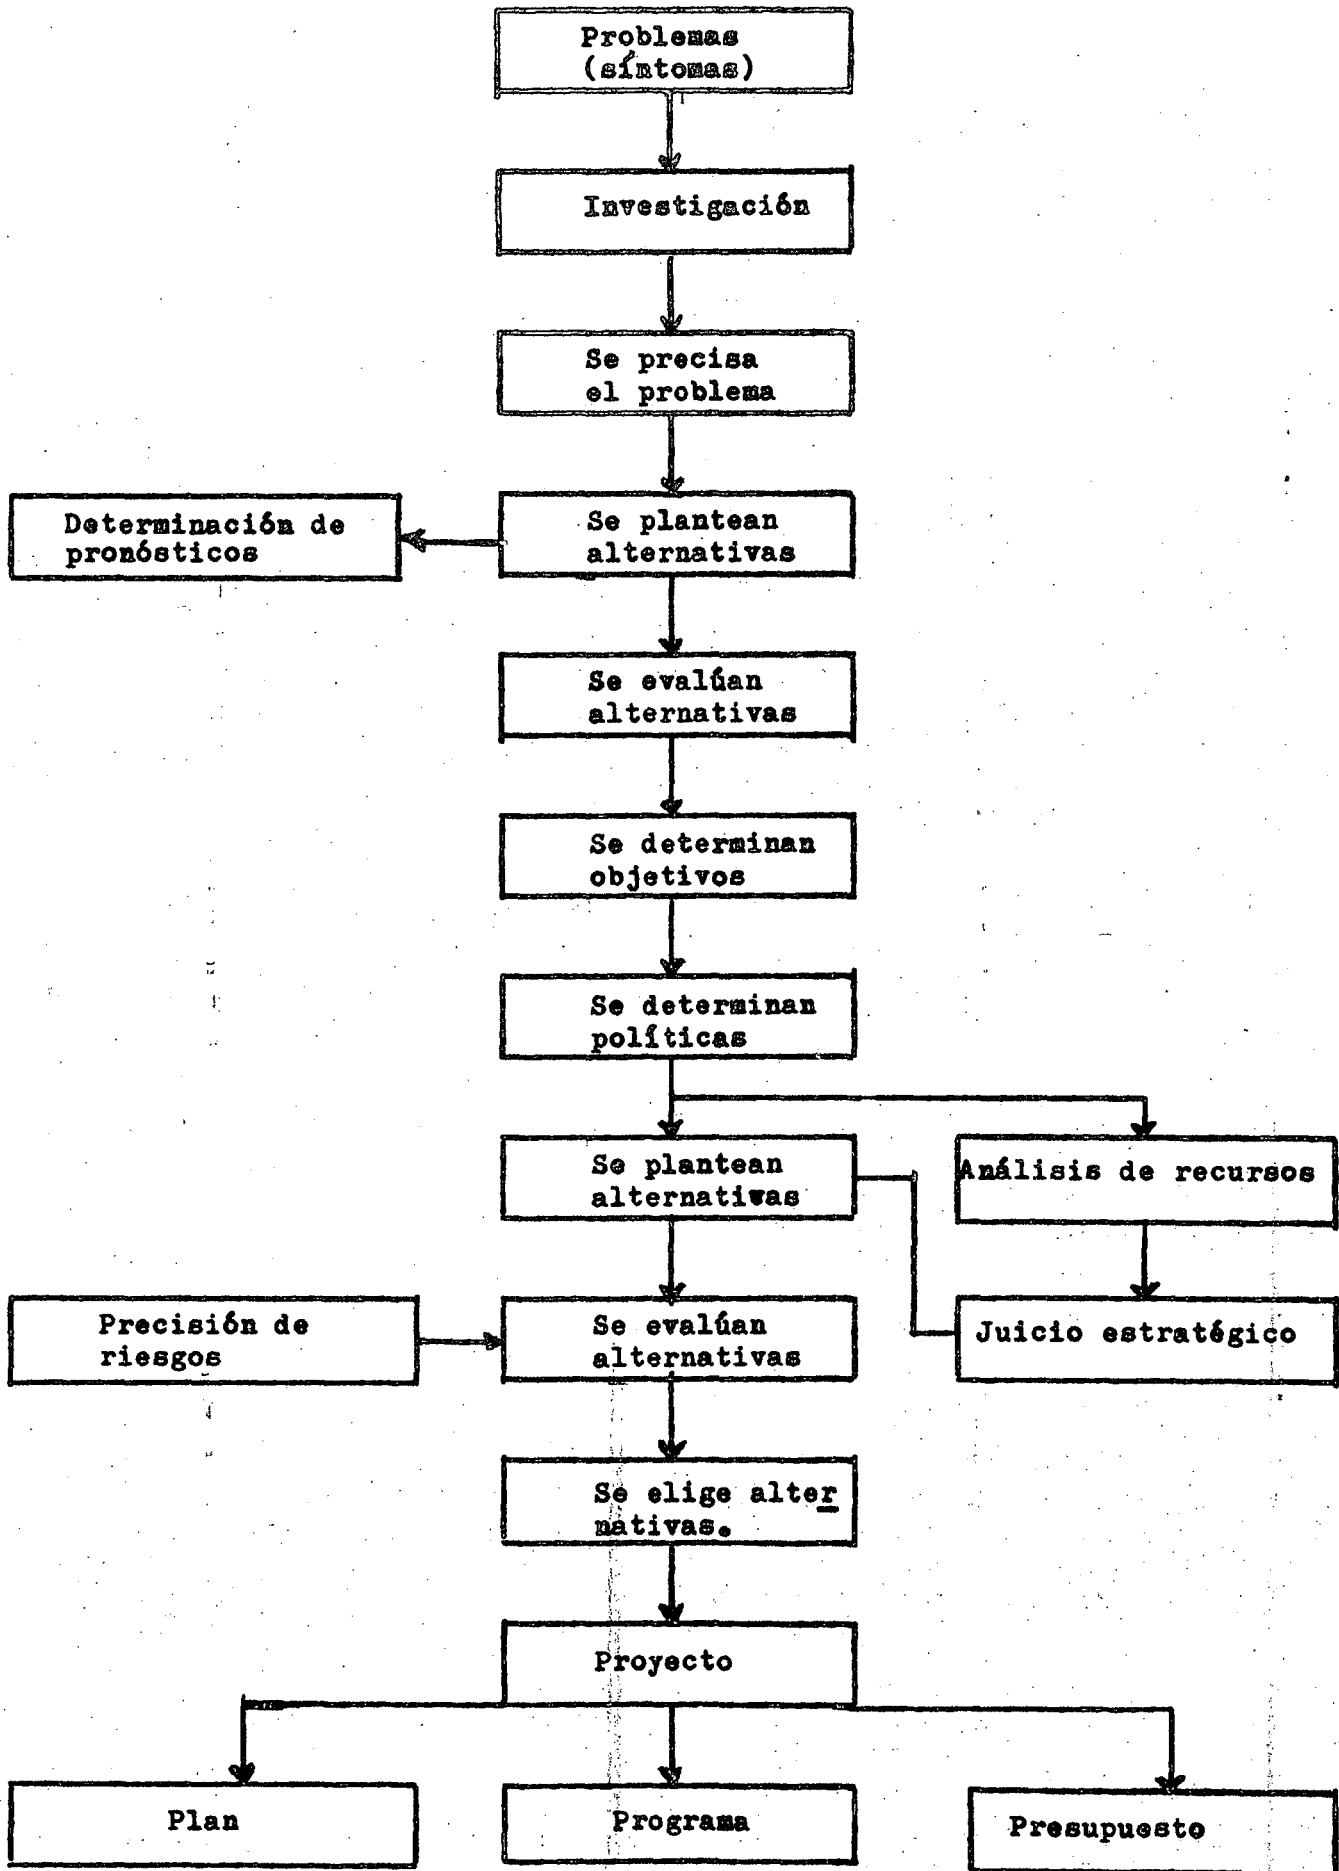 Problemas
(síntomas)
Investigación
Se precisa
el problema
Determinación de
pronósticos
Se plantean
alternativas
Se evalúan
alternativas
Se determinan
objetivos
Se determinan
políticas
Se plantean
alternativas
Análisis de recursos
Precisión de
riesgos
Se evalúan
alternativas
Juicio estratégico
Se elige alter
nativas.
Proyecto
Plan
Programa
Presupuesto